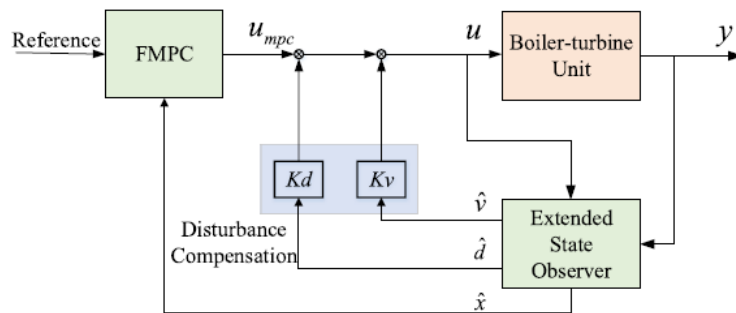 Reference
FMPC
u_mpc
u
Boiler-turbine
Unit
y
Kd
Kv
v̂
Extended
State
Observer
Disturbance
Compensation
d̂
x̂